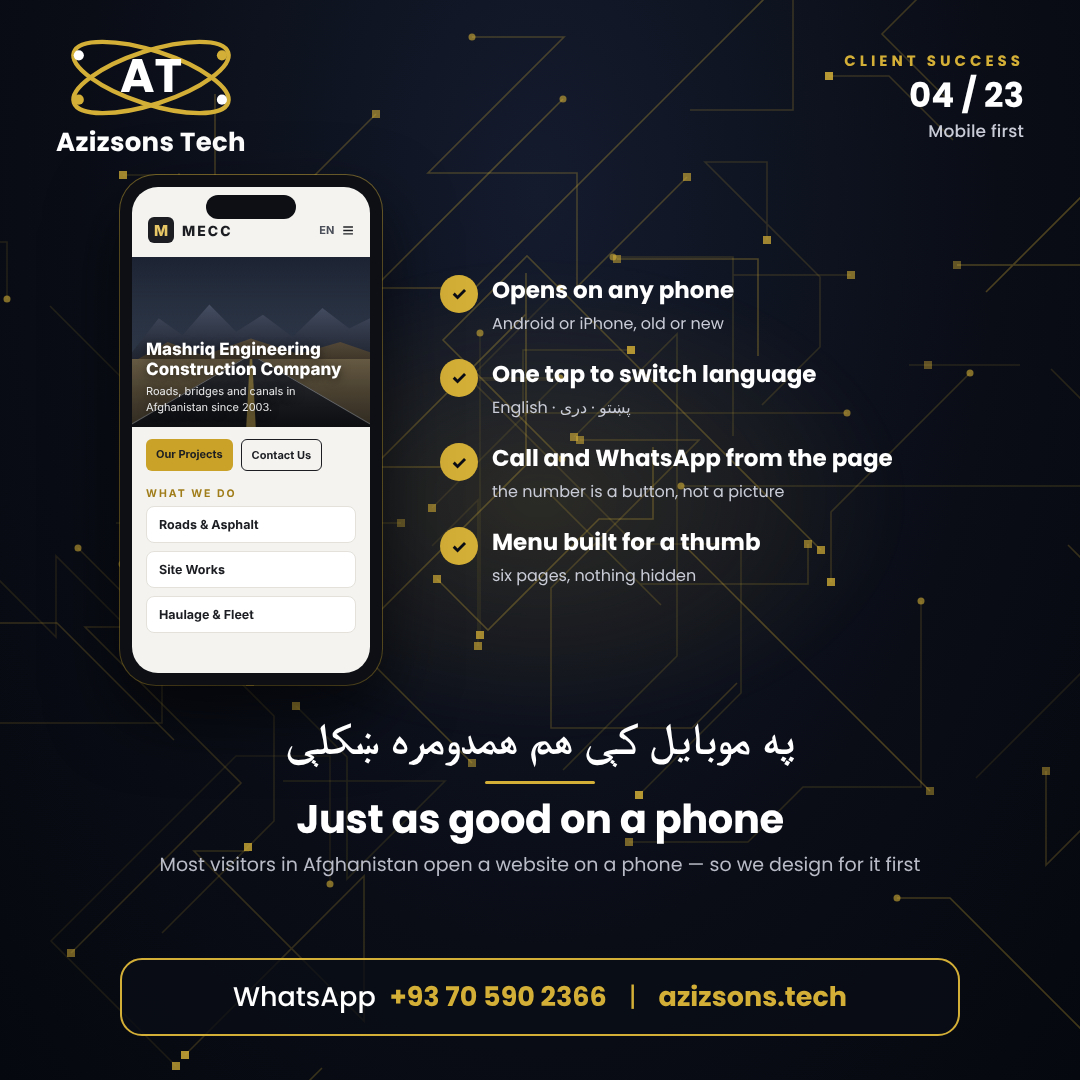 AT
Azizsons Tech
CLIENT SUCCESS
04 / 23
Mobile first
M MECC EN
Mashriq Engineering
Construction Company
Roads, bridges and canals in
Afghanistan since 2003.
Our Projects Contact Us
WHAT WE DO
Roads & Asphalt
Site Works
Haulage & Fleet
Opens on any phone
Android or iPhone, old or new
One tap to switch language
English · دری · پښتو
Call and WhatsApp from the page
the number is a button, not a picture
Menu built for a thumb
six pages, nothing hidden
په موبایل کې هم همدومره ښکلې
Just as good on a phone
Most visitors in Afghanistan open a website on a phone — so we design for it first
WhatsApp +93 70 590 2366 | azizsons.tech